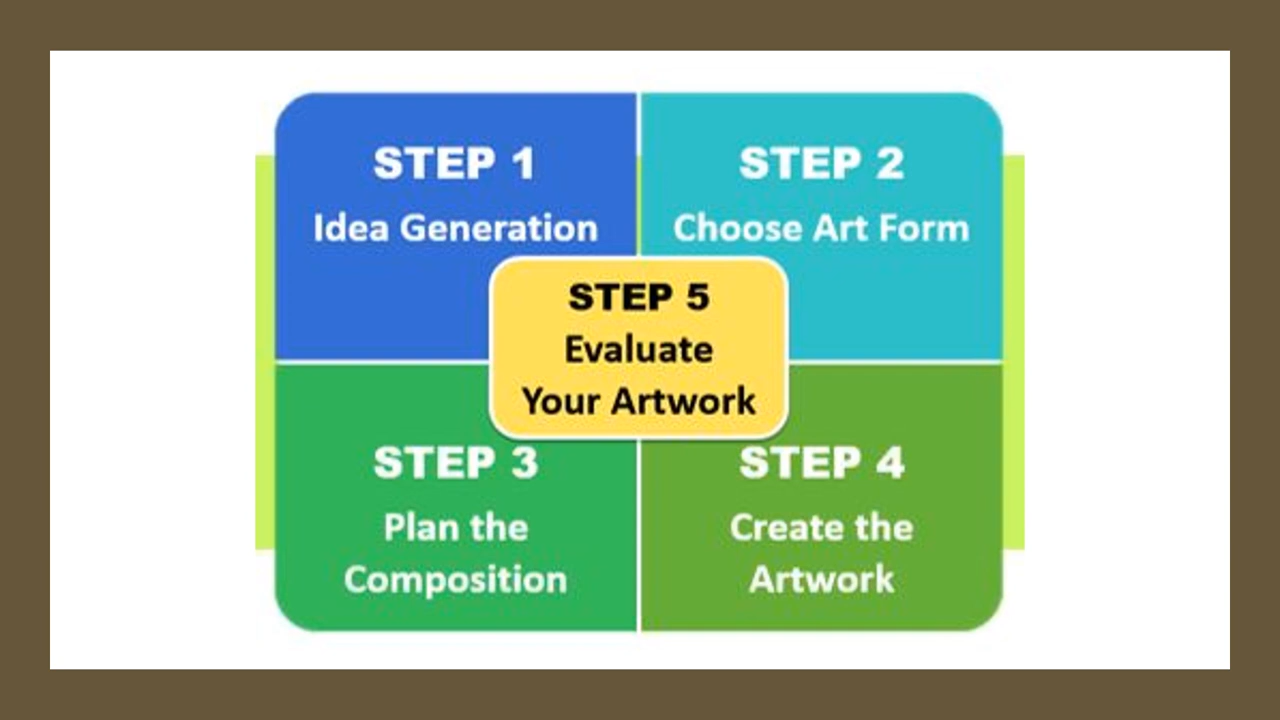 STEP 1
Idea Generation
STEP 2
Choose Art Form
STEP 5
Evaluate
Your Artwork
STEP 3
Plan the
Composition
STEP 4
Create the
Artwork